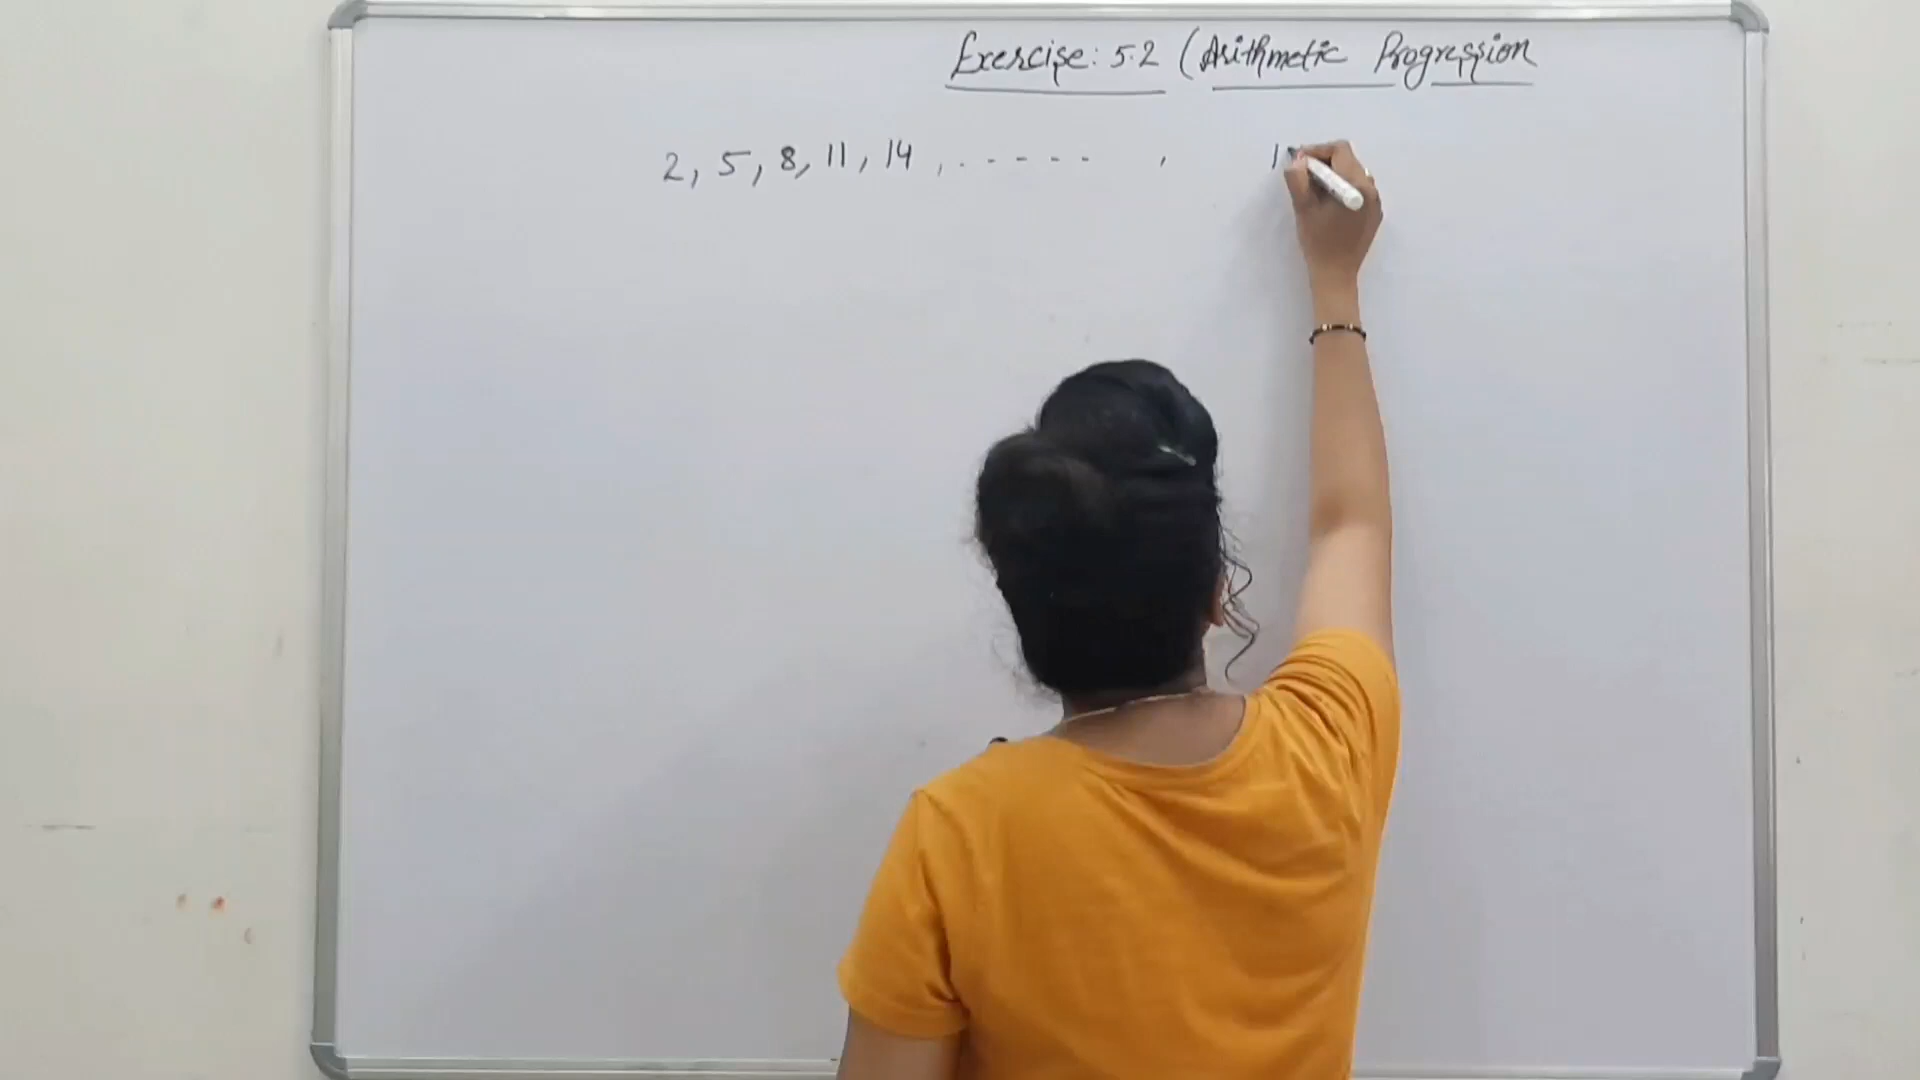 Exercise: 5.2 (Arithmetic Progression
2, 5, 8, 11, 14, ..... ,